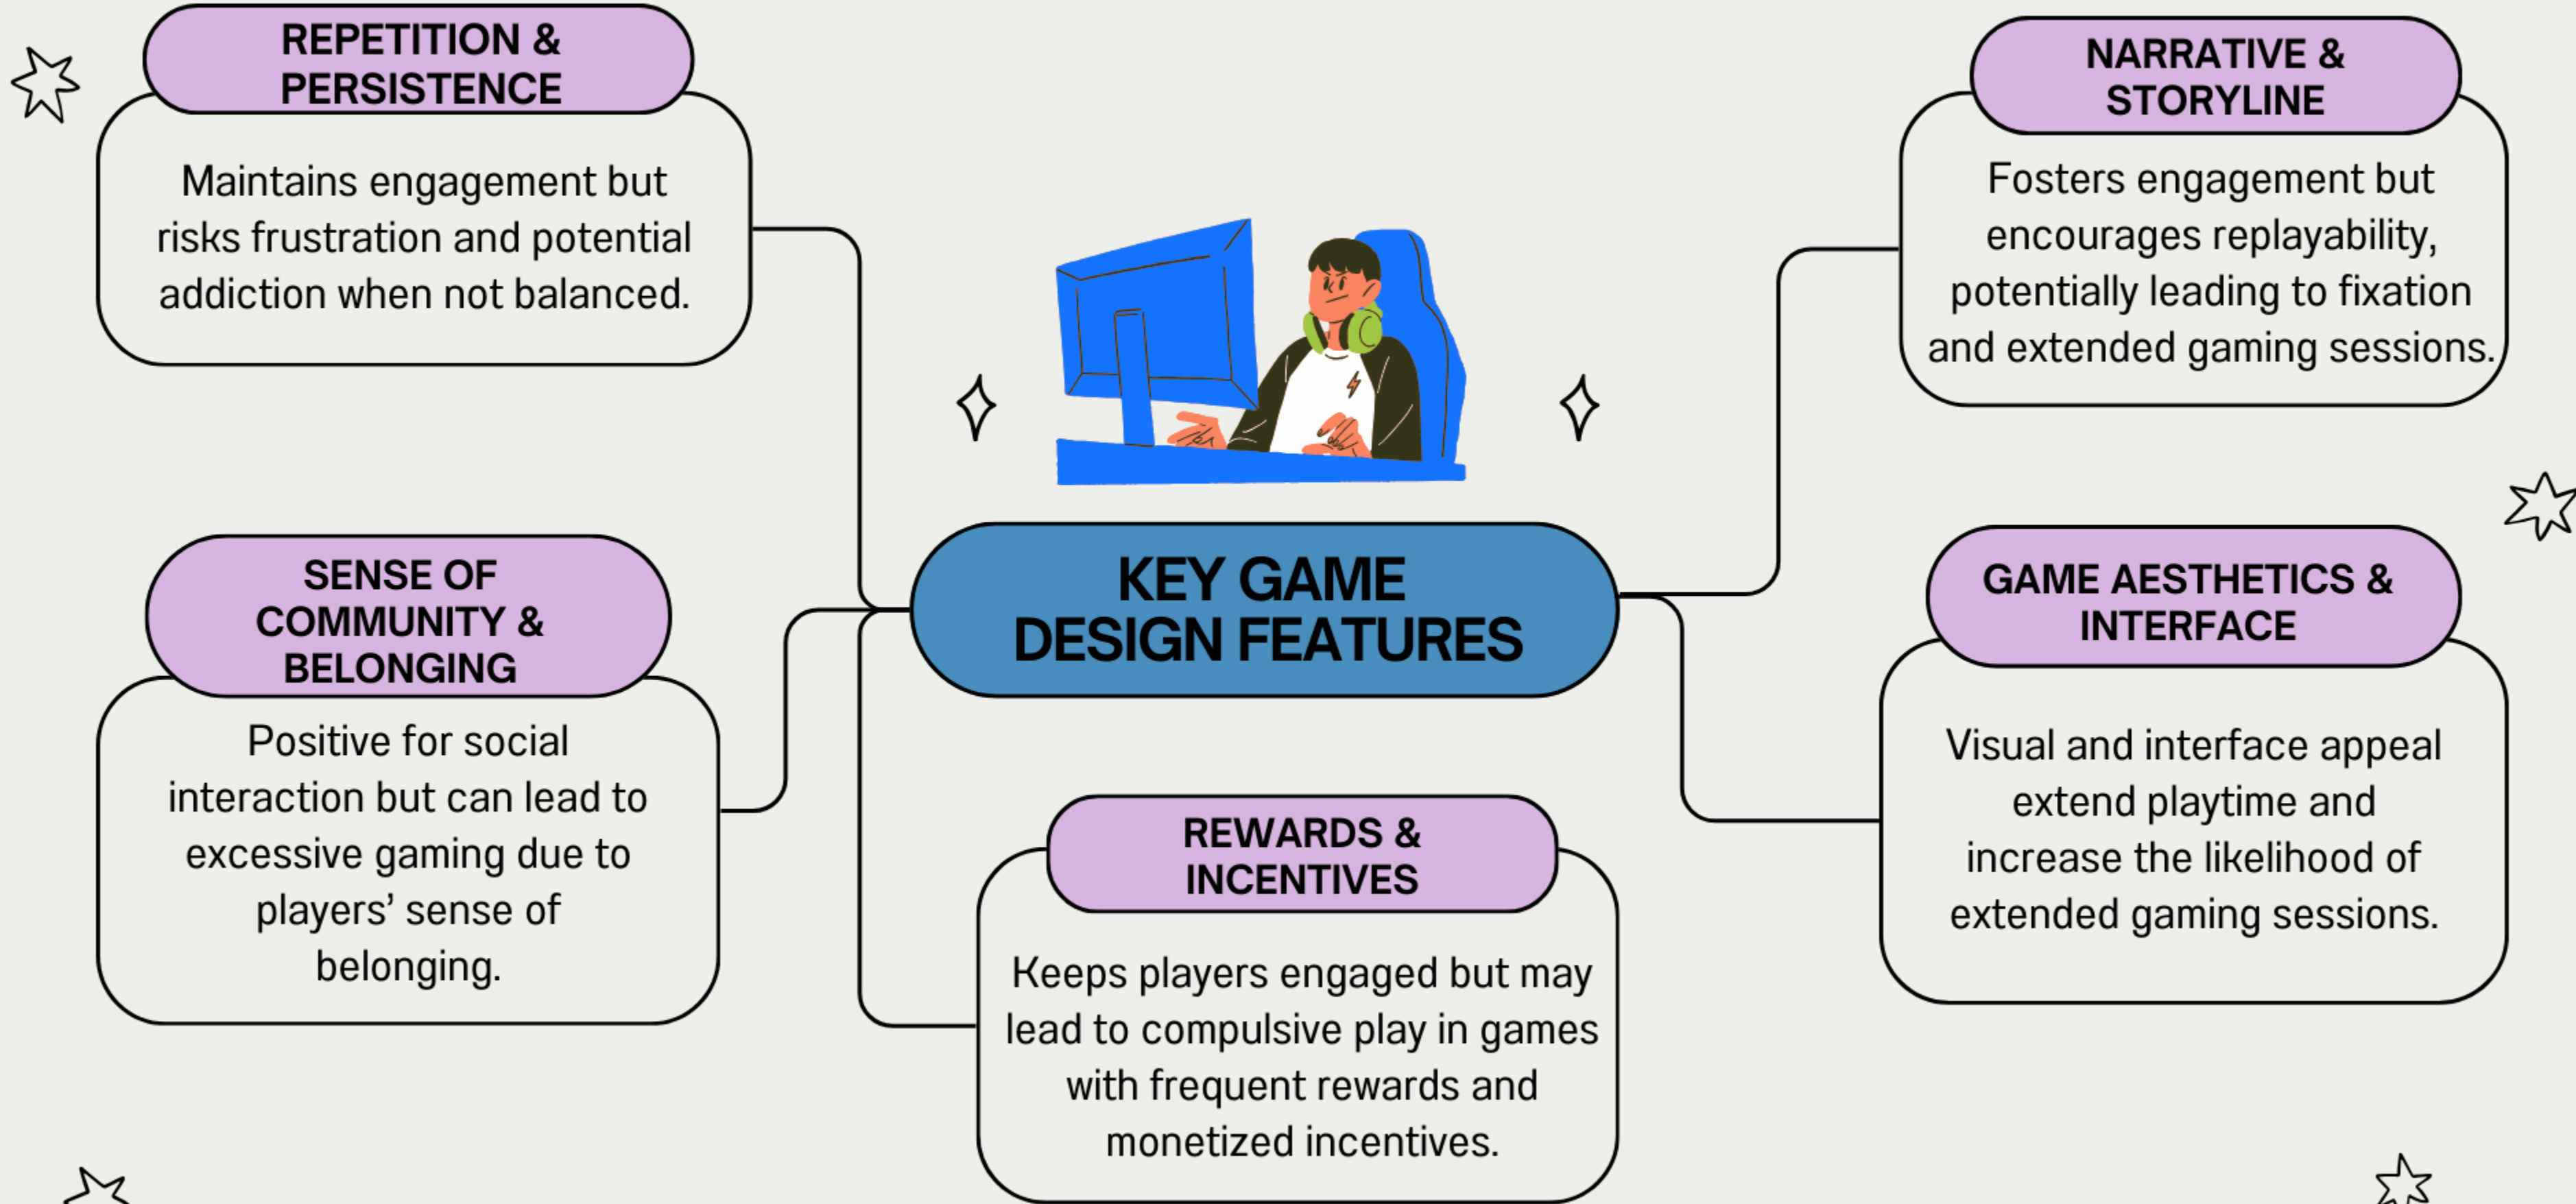 REPETITION &
PERSISTENCE
Maintains engagement but
risks frustration and potential
addiction when not balanced.
NARRATIVE &
STORYLINE
Fosters engagement but
encourages replayability,
potentially leading to fixation
and extended gaming sessions.
KEY GAME
DESIGN FEATURES
SENSE OF
COMMUNITY &
BELONGING
Positive for social
interaction but can lead to
excessive gaming due to
players’ sense of
belonging.
GAME AESTHETICS &
INTERFACE
Visual and interface appeal
extend playtime and
increase the likelihood of
extended gaming sessions.
REWARDS &
INCENTIVES
Keeps players engaged but may
lead to compulsive play in games
with frequent rewards and
monetized incentives.